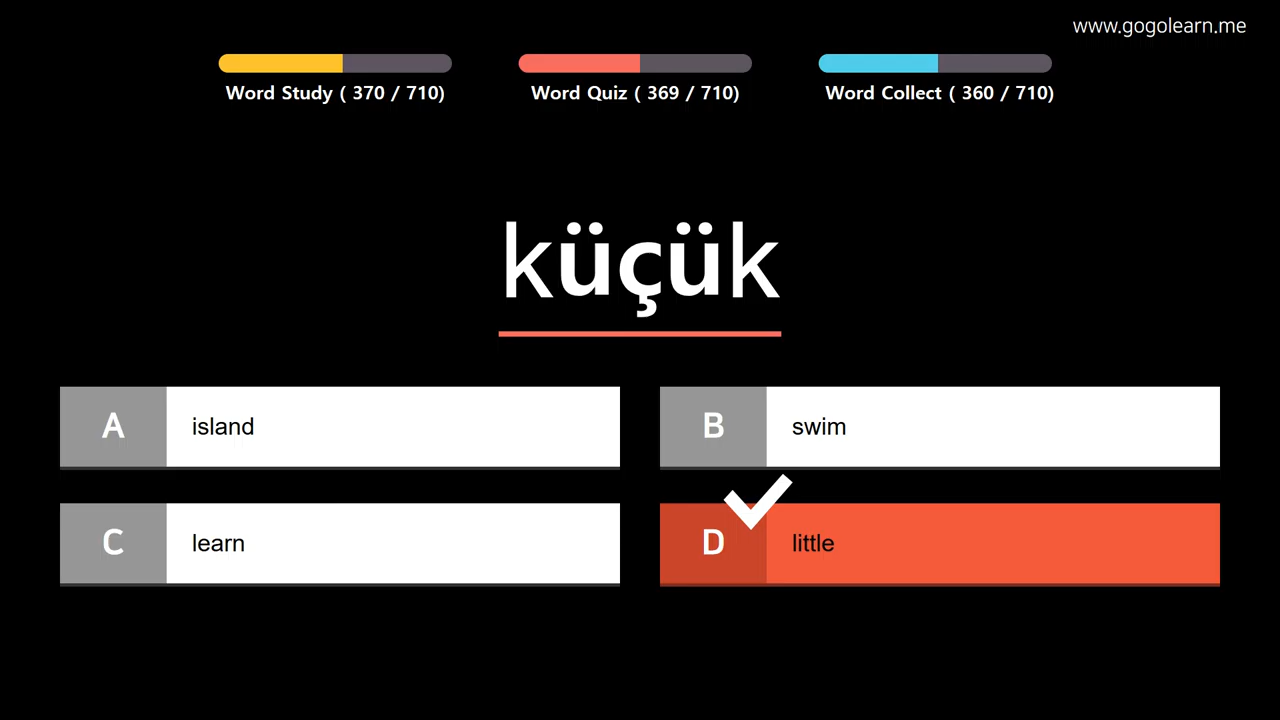 www.gogolearn.me
Word Study ( 370 / 710)
Word Quiz ( 369 / 710)
Word Collect ( 360 / 710)
küçük
A island
B swim
C learn
D little